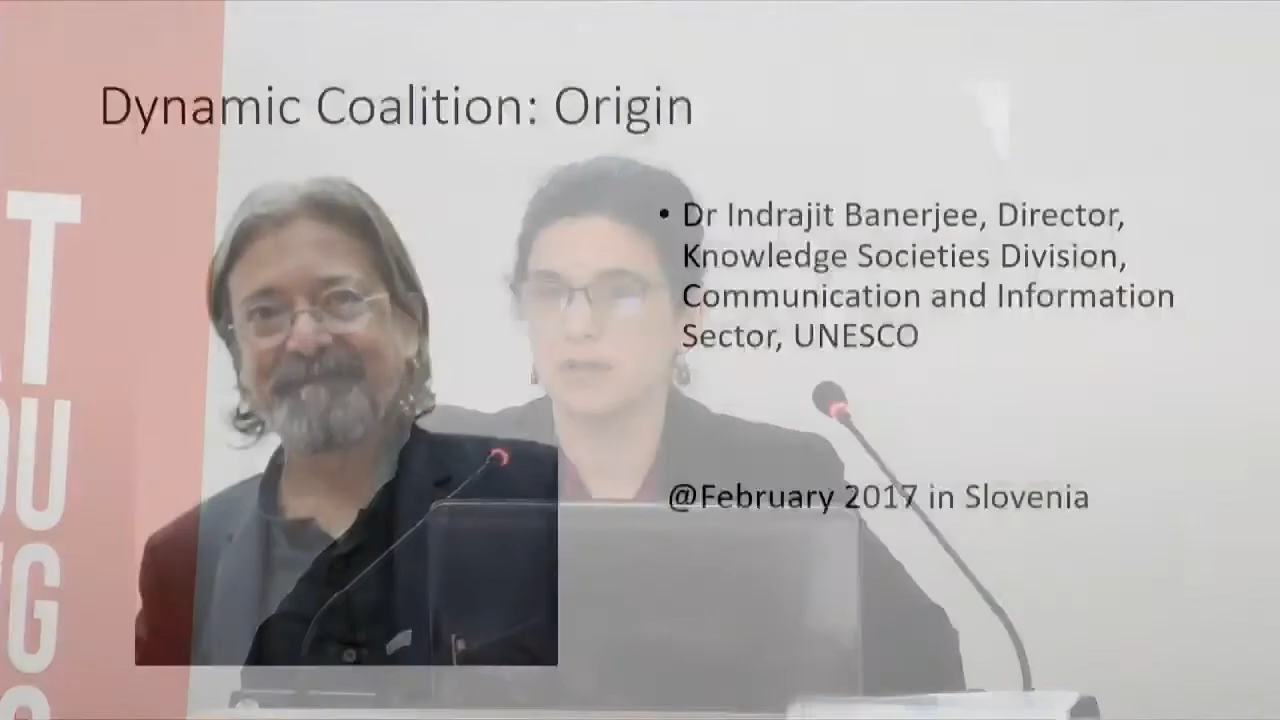 Dynamic Coalition: Origin
• Dr Indrajit Banerjee, Director,
Knowledge Societies Division,
Communication and Information
Sector, UNESCO
@February 2017 in Slovenia
T
OU
G